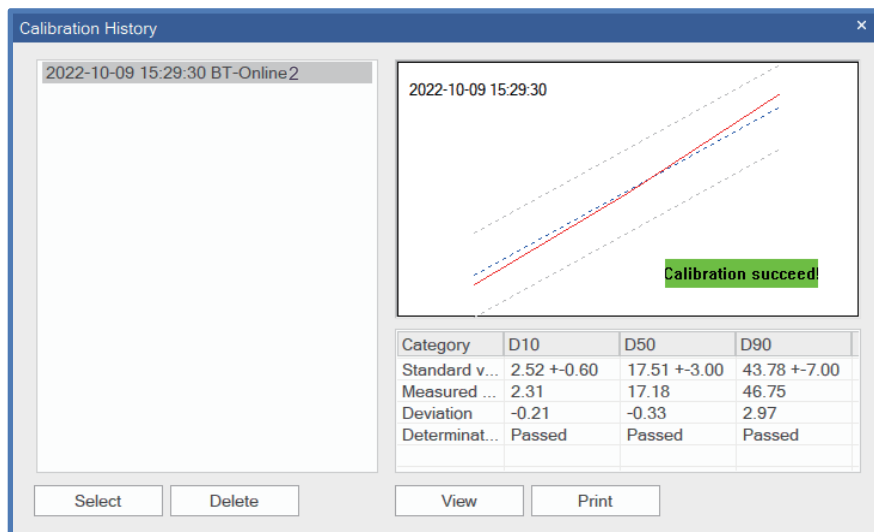 Calibration History
×
2022-10-09 15:29:30 BT-Online2
2022-10-09 15:29:30
Calibration succeed!
Category D10 D50 D90
Standard v... 2.52 +-0.60 17.51 +-3.00 43.78 +-7.00
Measured ... 2.31 17.18 46.75
Deviation -0.21 -0.33 2.97
Determinat... Passed Passed Passed
Select Delete View Print